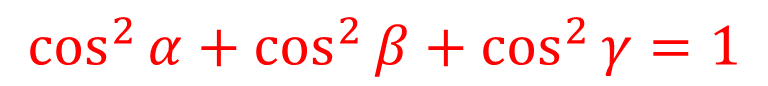 cos² α + cos² β + cos² γ = 1